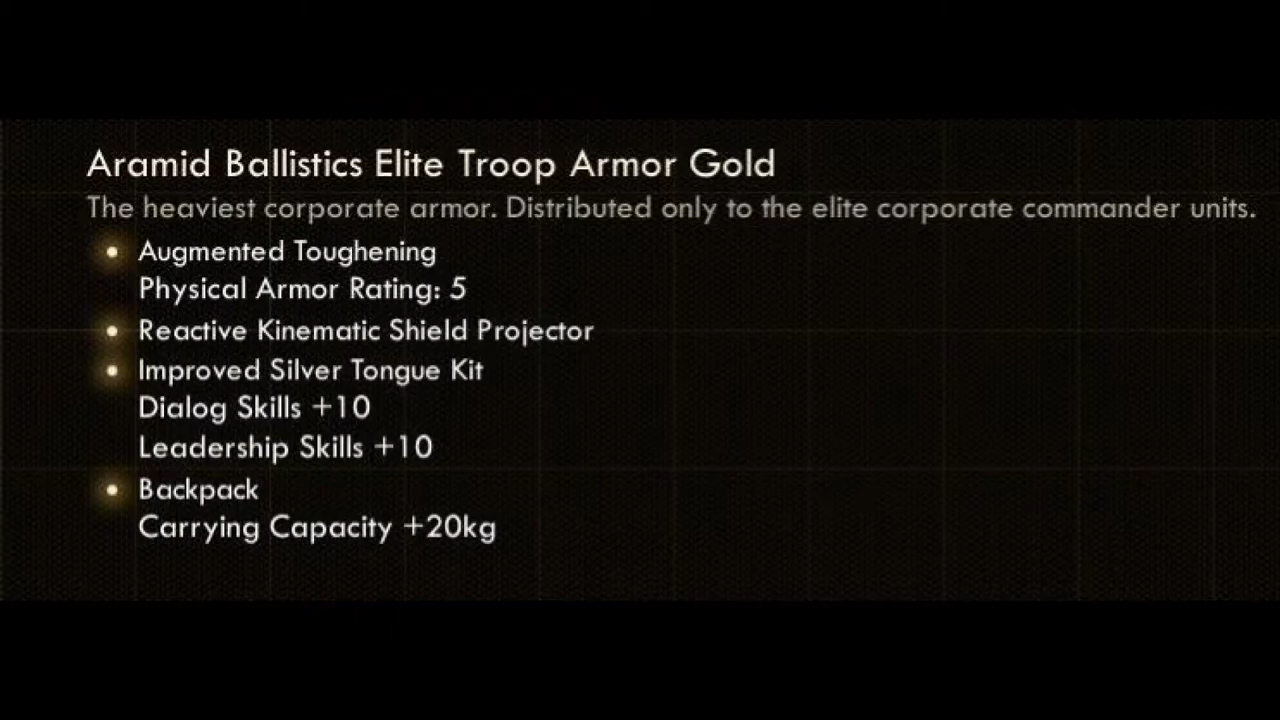 Aramid Ballistics Elite Troop Armor Gold
The heaviest corporate armor. Distributed only to the elite corporate commander units.
Augmented Toughening
Physical Armor Rating: 5
Reactive Kinematic Shield Projector
Improved Silver Tongue Kit
Dialog Skills +10
Leadership Skills +10
Backpack
Carrying Capacity +20kg